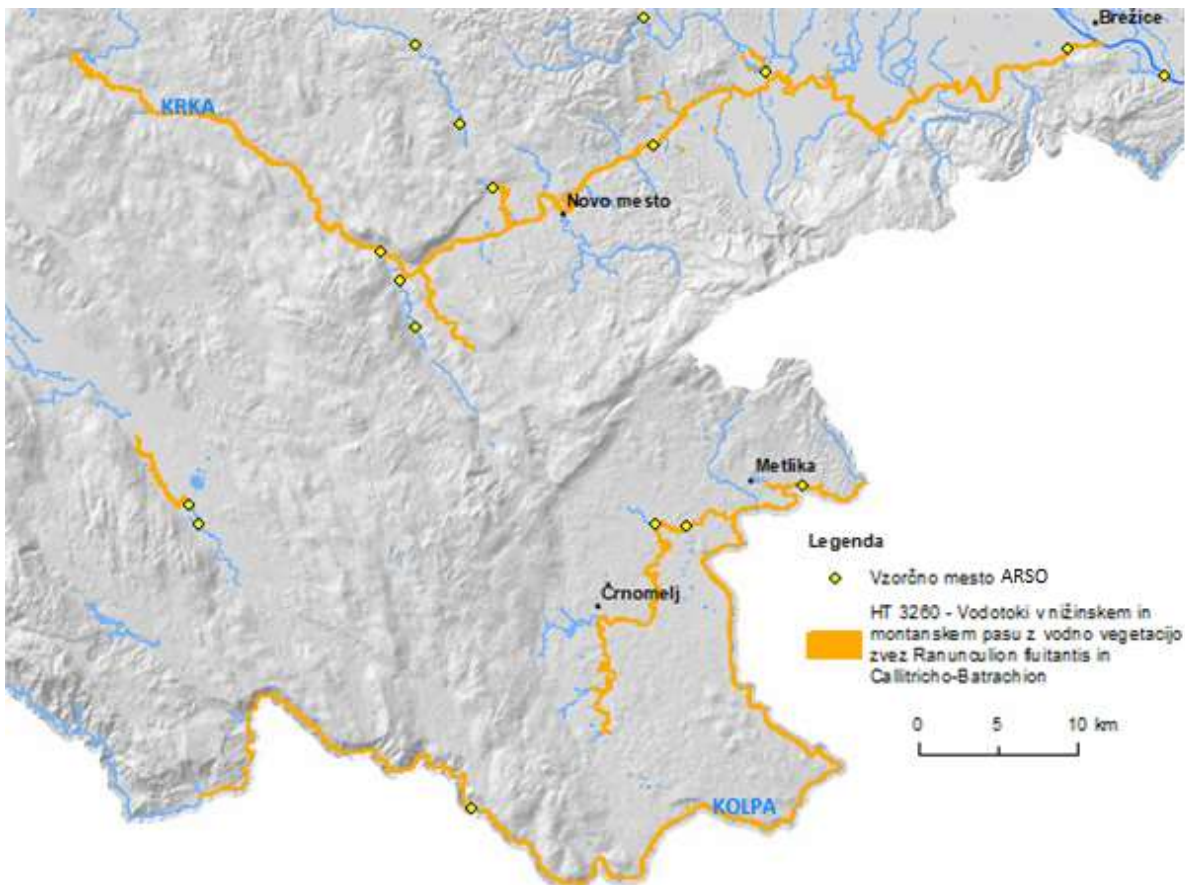 Brežice
KRKA
Novo mesto
Metlika
Črnomelj
KOLPA
Legenda
Vzorčno mesto ARSO
HT 3260 - Vodotoki v nižinskem in
montanskem pasu z vodno vegetacijo
zvez Ranunculion fluitantis in
Callitricho-Batrachion
0 5 10 km